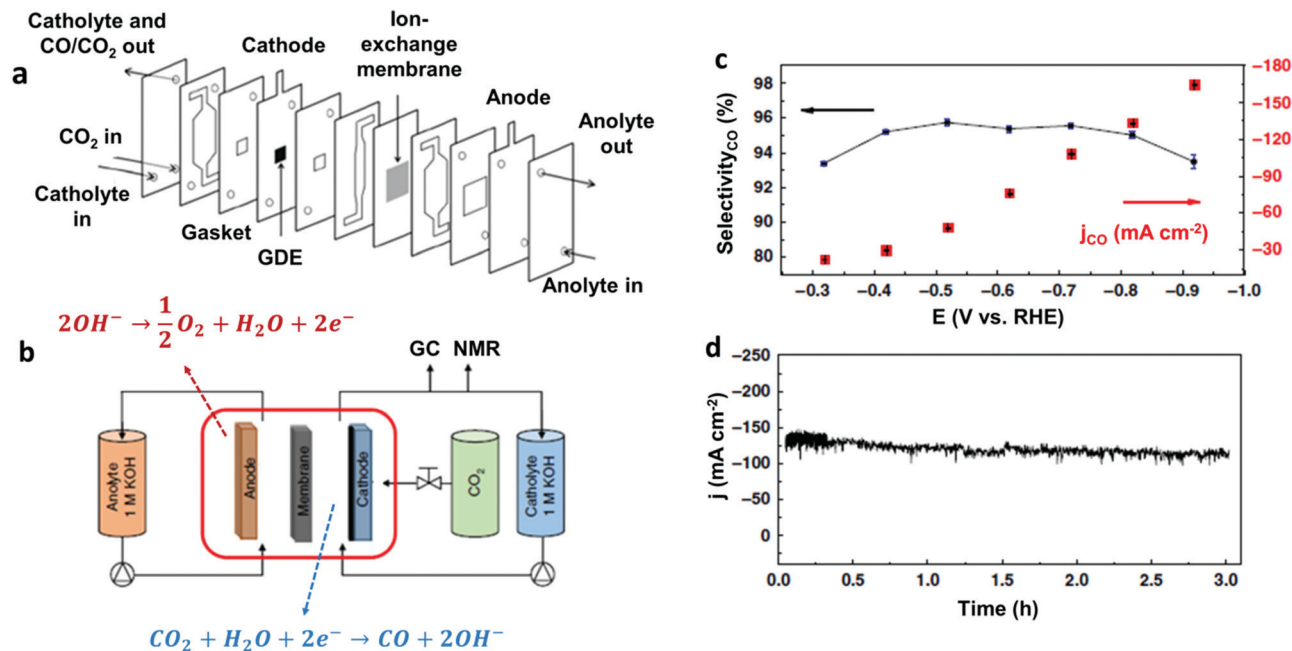 a
Catholyte and
CO/CO₂ out
Cathode
Ion-
exchange
membrane
Anode
Anolyte
out
CO₂ in
Catholyte
in
Gasket
GDE
Anolyte in
2OH⁻ → 1/2 O₂ + H₂O + 2e⁻
b
GC NMR
Anolyte
1 M KOH
Anode
Membrane
Cathode
CO₂
Catholyte
1 M KOH
CO₂ + H₂O + 2e⁻ → CO + 2OH⁻
c
Selectivity_CO (%)
98
96
94
92
90
82
80
−180
−150
−120
−90
−60
−30
j_CO (mA cm⁻²)
−0.3 −0.4 −0.5 −0.6 −0.7 −0.8 −0.9 −1.0
E (V vs. RHE)
d
j (mA cm⁻²)
−250
−200
−150
−100
−50
0
0.0 0.5 1.0 1.5 2.0 2.5 3.0
Time (h)